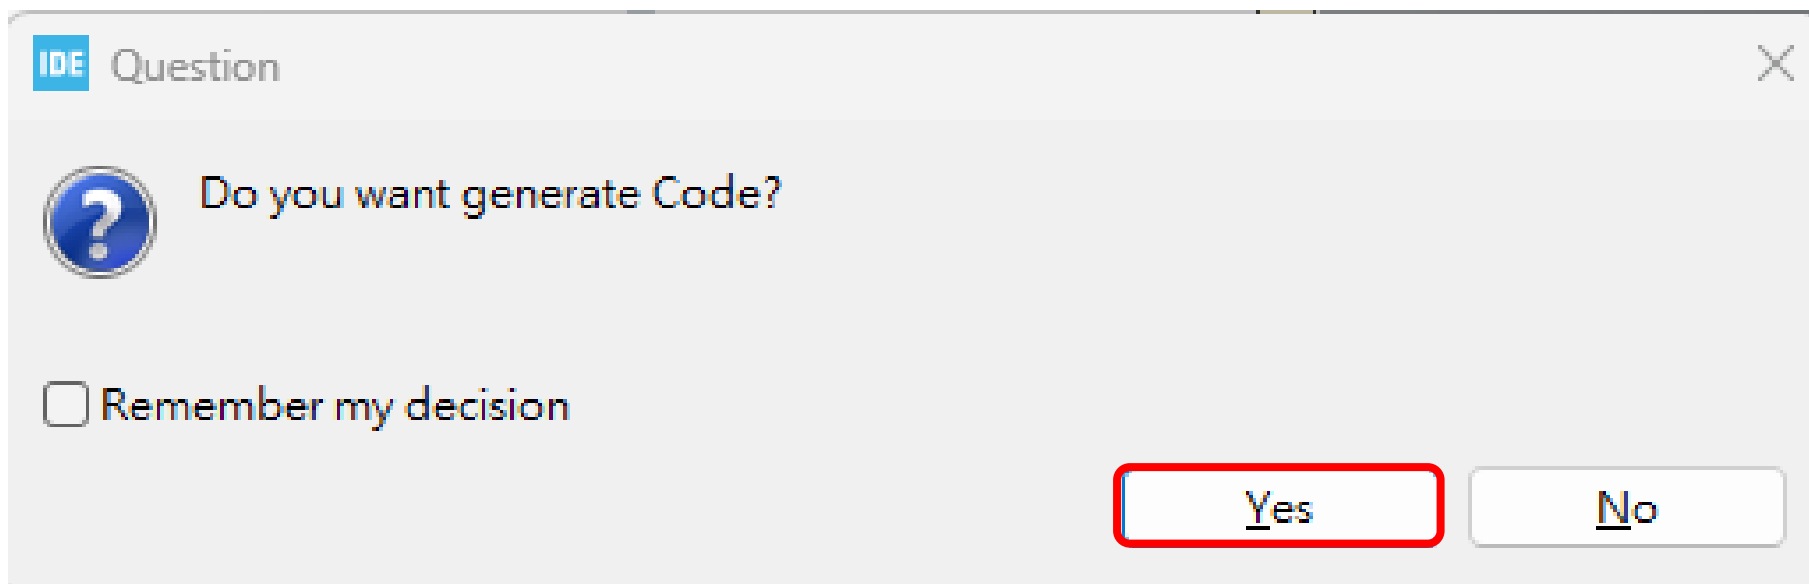 IDE Question
Do you want generate Code?
Remember my decision
Yes No